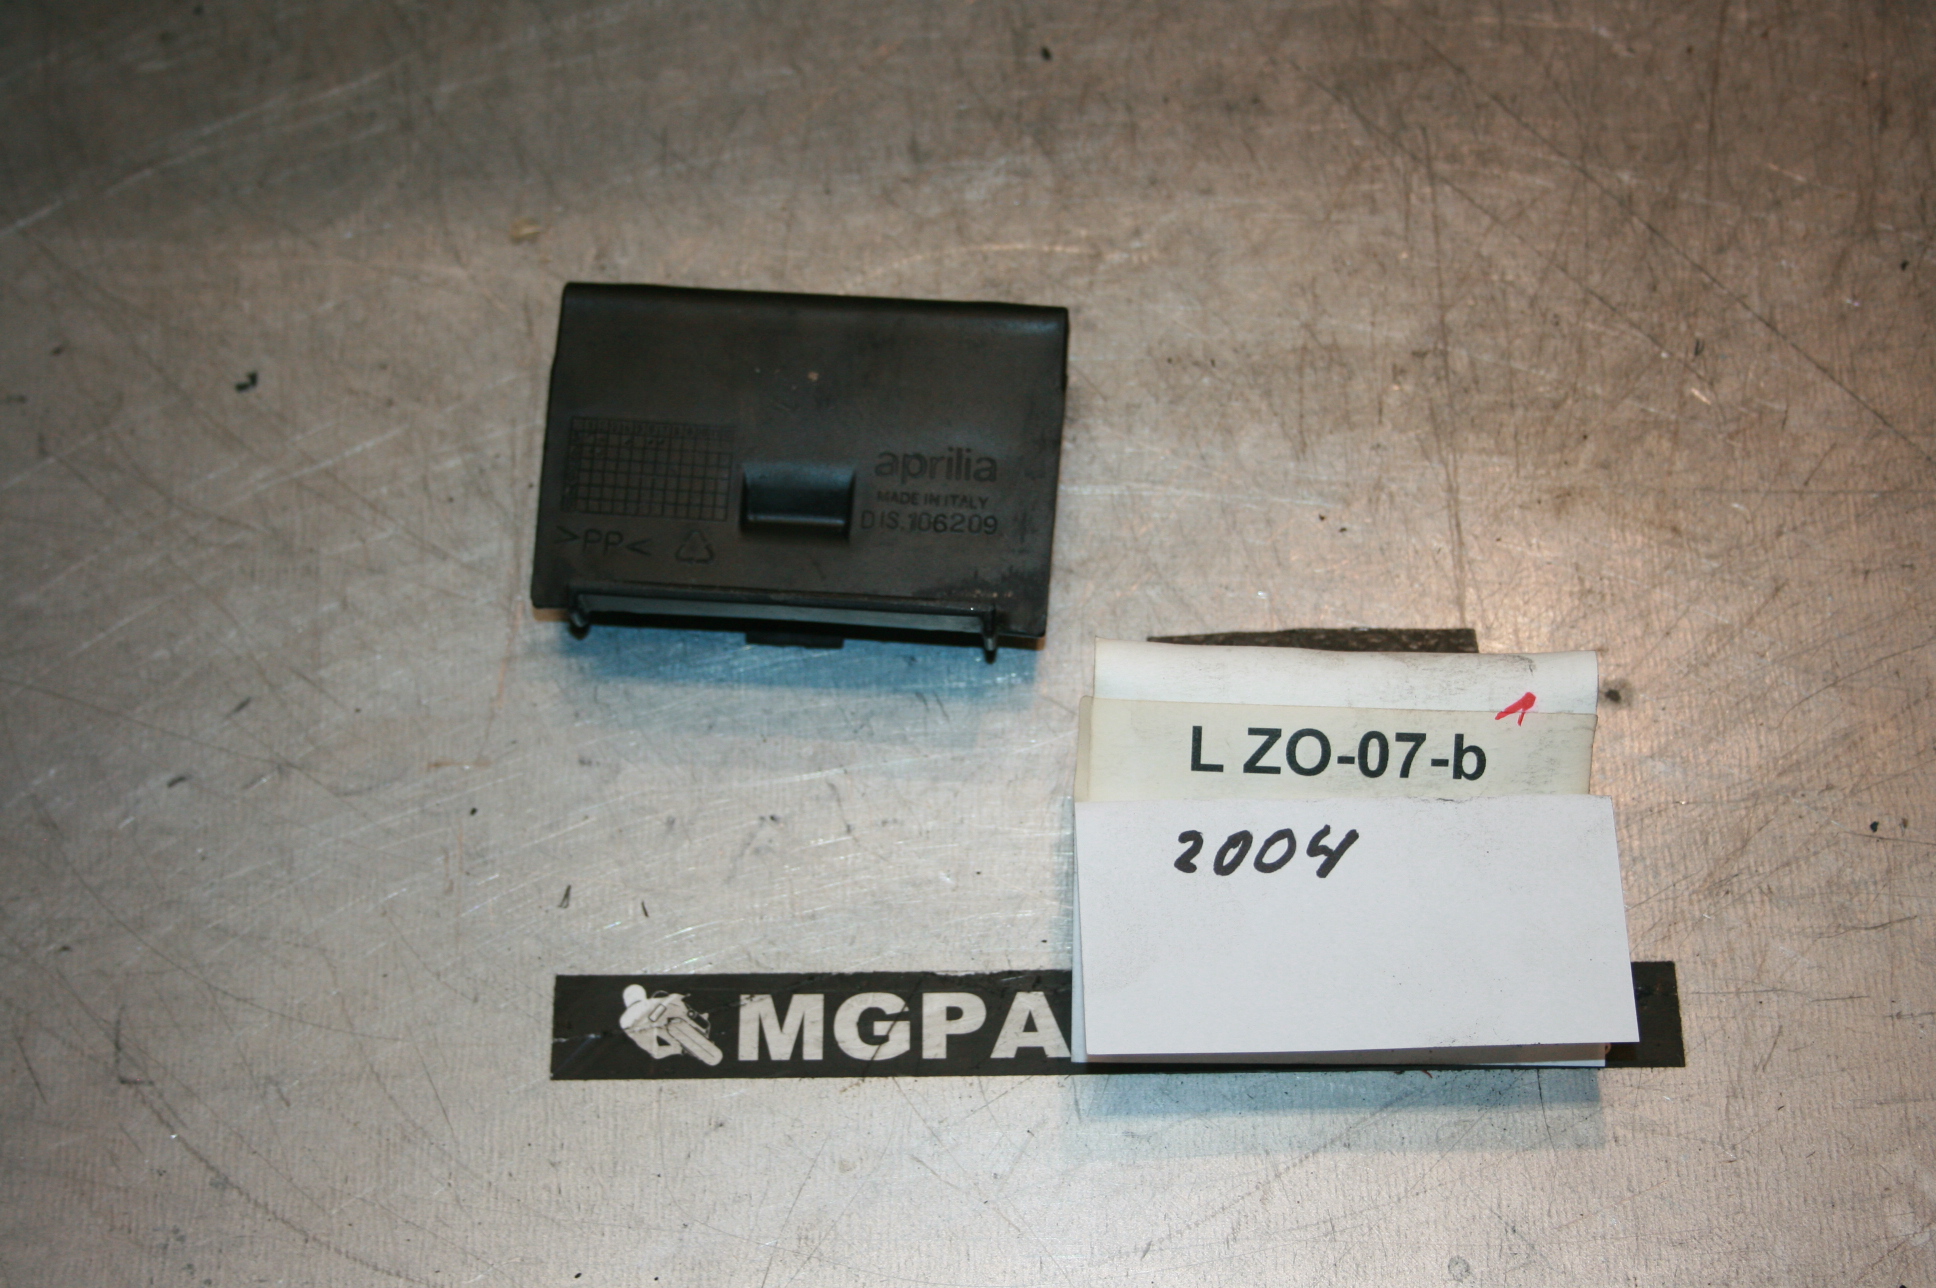 aprilia
MADE IN ITALY
DIS.106209
>PP<
1
L ZO-07-b
2004
MGPA